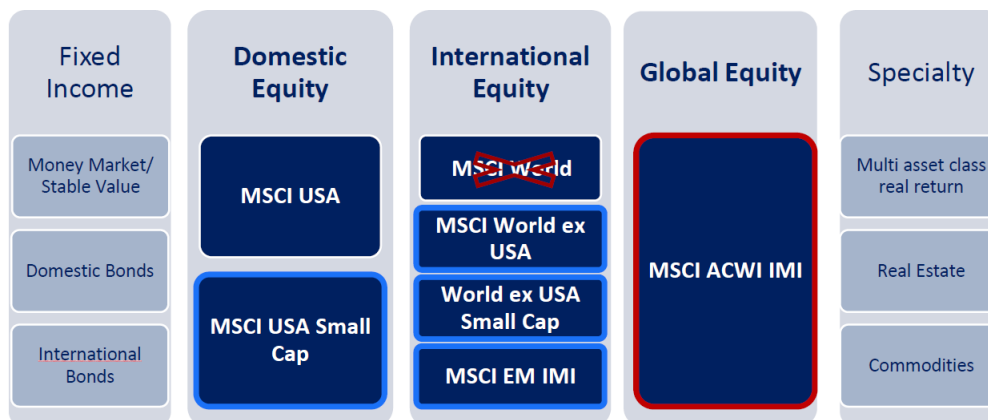 Fixed
Income
Money Market/
Stable Value
Domestic Bonds
International
Bonds
Domestic
Equity
MSCI USA
MSCI USA Small
Cap
International
Equity
MSCI World
MSCI World ex
USA
World ex USA
Small Cap
MSCI EM IMI
Global Equity
MSCI ACWI IMI
Specialty
Multi asset class
real return
Real Estate
Commodities